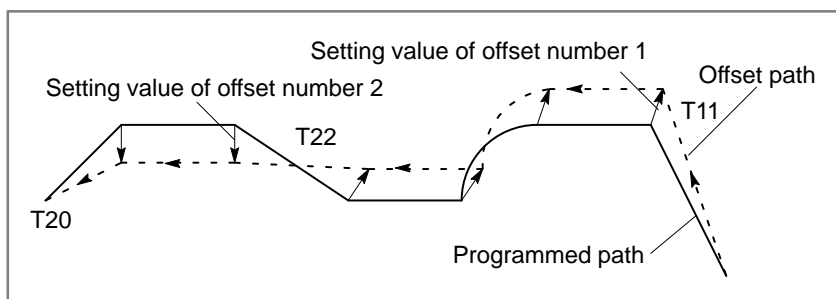 Setting value of offset number 1
Offset path
Setting value of offset number 2
T11
T22
T20
Programmed path